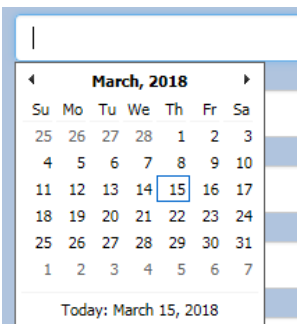 March, 2018
Su Mo Tu We Th Fr Sa
25 26 27 28 1 2 3
4 5 6 7 8 9 10
11 12 13 14 15 16 17
18 19 20 21 22 23 24
25 26 27 28 29 30 31
1 2 3 4 5 6 7
Today: March 15, 2018